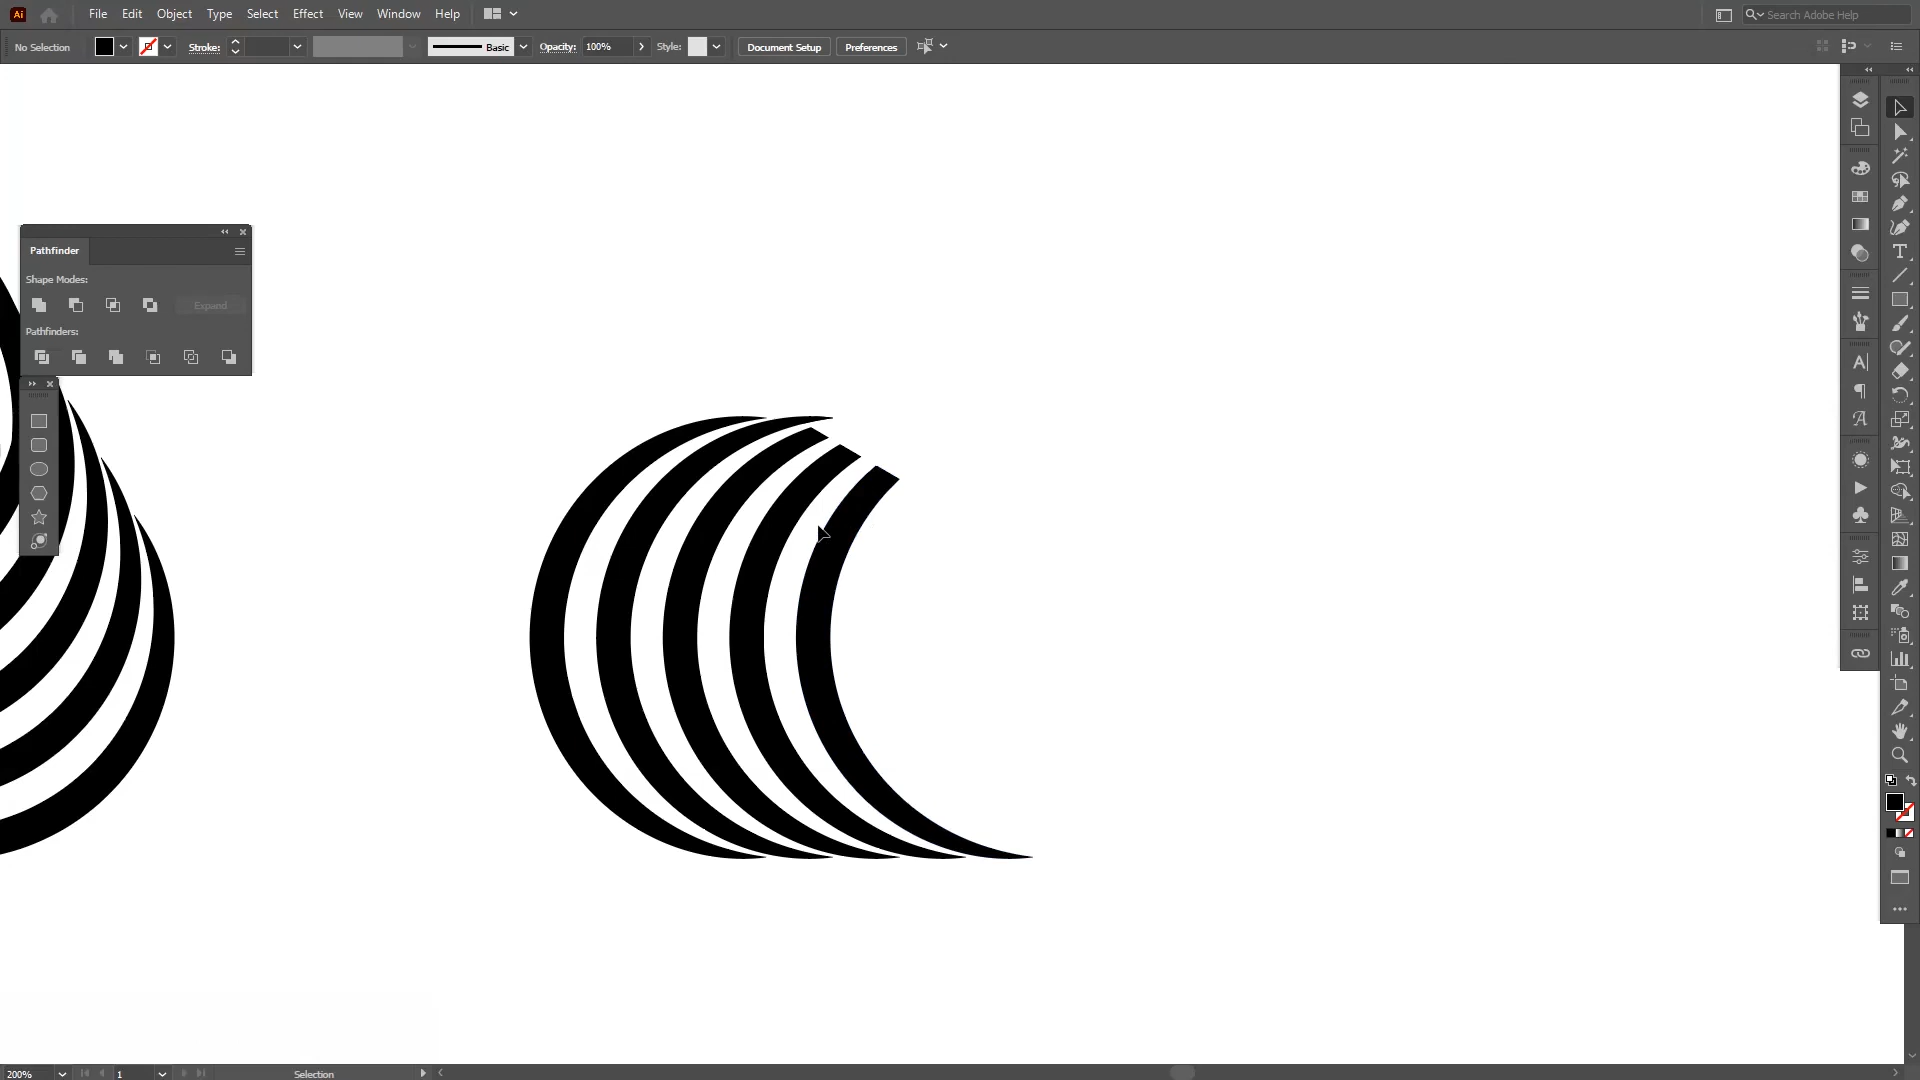 Ai File Edit Object Type Select Effect View Window Help Search Adobe Help
No Selection Stroke: Basic Opacity: 100% Style: Document Setup Preferences
Pathfinder
Shape Modes:
Expand
Pathfinders:
200% 1 Selection